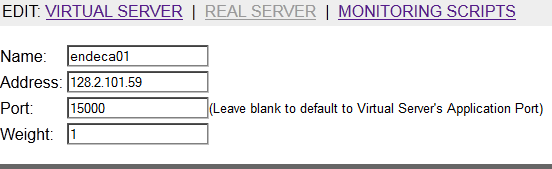 EDIT: VIRTUAL SERVER | REAL SERVER | MONITORING SCRIPTS
Name: endeca01
Address: 128.2.101.59
Port: 15000 (Leave blank to default to Virtual Server's Application Port)
Weight: 1